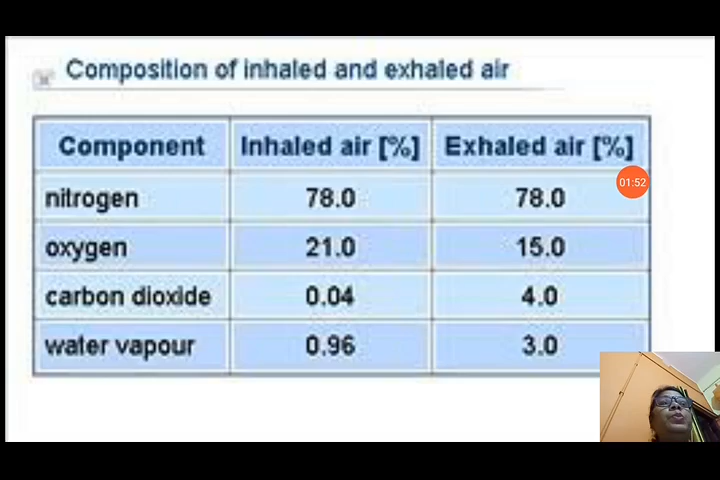 Composition of inhaled and exhaled air
Component Inhaled air [%] Exhaled air [%]
01:52
nitrogen 78.0 78.0
oxygen 21.0 15.0
carbon dioxide 0.04 4.0
water vapour 0.96 3.0